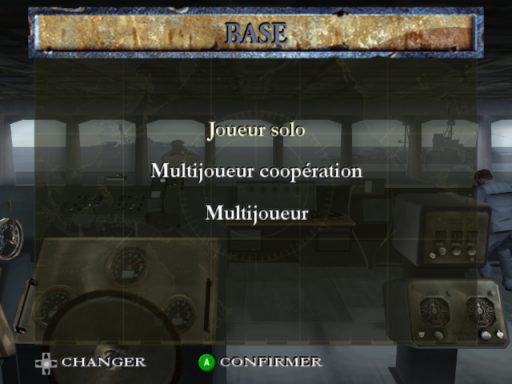 BASE
Joueur solo
Multijoueur coopération
Multijoueur
CHANGER A CONFIRMER